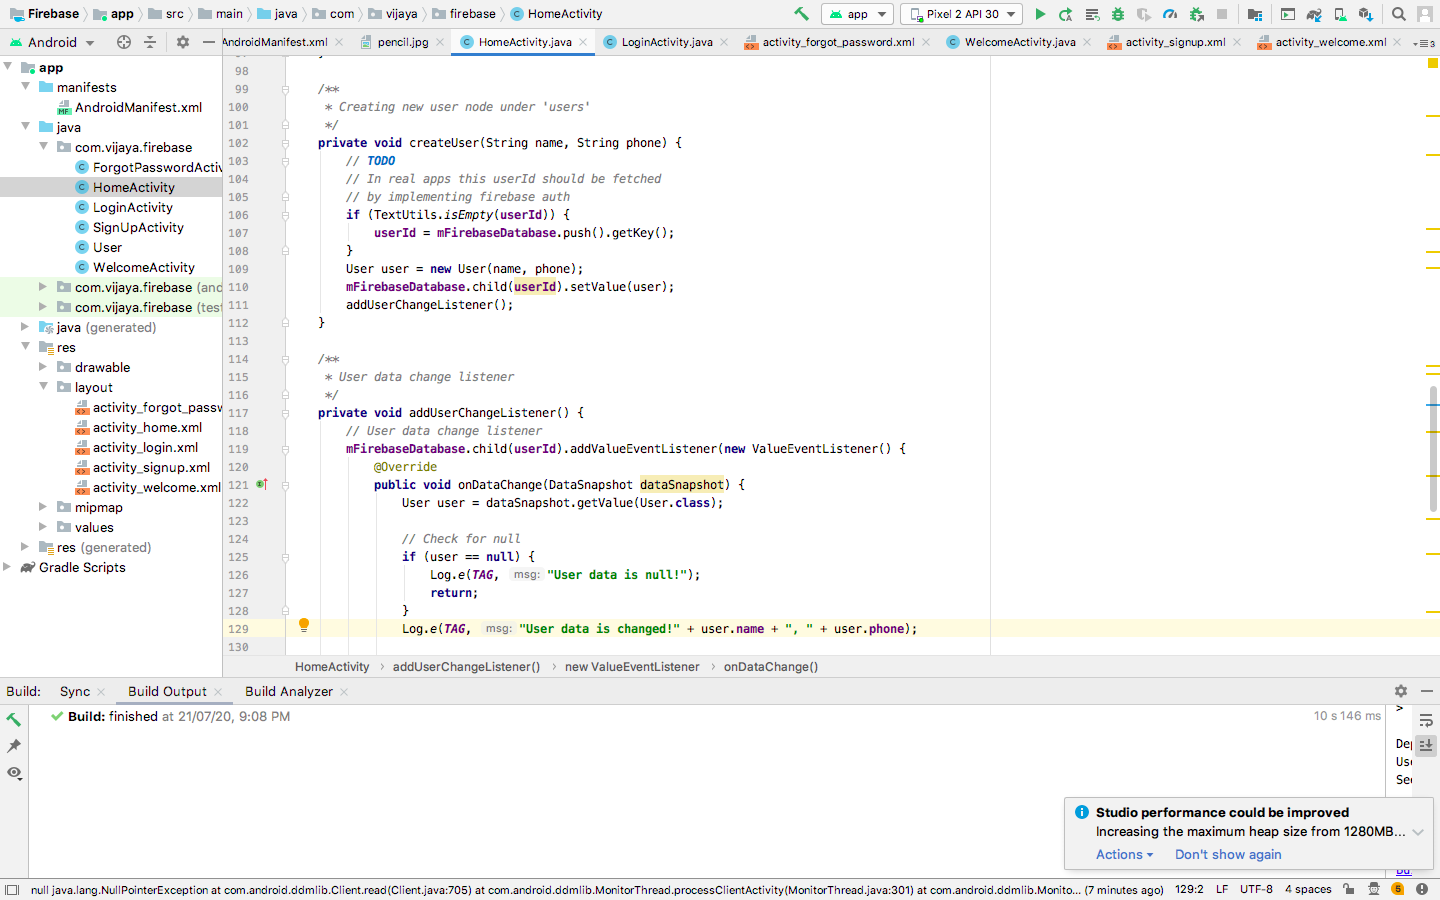 Firebase app src main java com vijaya firebase HomeActivity app Pixel 2 API 30
Android AndroidManifest.xml pencil.jpg HomeActivity.java LoginActivity.java activity_forgot_password.xml WelcomeActivity.java activity_signup.xml activity_welcome.xml 3
app
manifests
AndroidManifest.xml
java
com.vijaya.firebase
ForgotPasswordActiv
HomeActivity
LoginActivity
SignUpActivity
User
WelcomeActivity
com.vijaya.firebase (and
com.vijaya.firebase (test
java (generated)
res
drawable
layout
activity_forgot_passw
activity_home.xml
activity_login.xml
activity_signup.xml
activity_welcome.xml
mipmap
values
res (generated)
Gradle Scripts
98
99 /**
100 * Creating new user node under 'users'
101 */
102 private void createUser(String name, String phone) {
103 // TODO
104 // In real apps this userId should be fetched
105 // by implementing firebase auth
106 if (TextUtils.isEmpty(userId)) {
107 userId = mFirebaseDatabase.push().getKey();
108 }
109 User user = new User(name, phone);
110 mFirebaseDatabase.child(userId).setValue(user);
111 addUserChangeListener();
112 }
113
114 /**
115 * User data change listener
116 */
117 private void addUserChangeListener() {
118 // User data change listener
119 mFirebaseDatabase.child(userId).addValueEventListener(new ValueEventListener() {
120 @Override
121 public void onDataChange(DataSnapshot dataSnapshot) {
122 User user = dataSnapshot.getValue(User.class);
123
124 // Check for null
125 if (user == null) {
126 Log.e(TAG, msg: "User data is null!");
127 return;
128 }
129 Log.e(TAG, msg: "User data is changed!" + user.name + ", " + user.phone);
130
HomeActivity addUserChangeListener() new ValueEventListener onDataChange()
Build: Sync Build Output Build Analyzer
Build: finished at 21/07/20, 9:08 PM 10 s 146 ms
>
Dep
Use
See
Studio performance could be improved
Increasing the maximum heap size from 1280MB...
Actions Don't show again
null java.lang.NullPointerException at com.android.ddmlib.Client.read(Client.java:705) at com.android.ddmlib.MonitorThread.processClientActivity(MonitorThread.java:301) at com.android.ddmlib.Monito... (7 minutes ago) 129:2 LF UTF-8 4 spaces 5